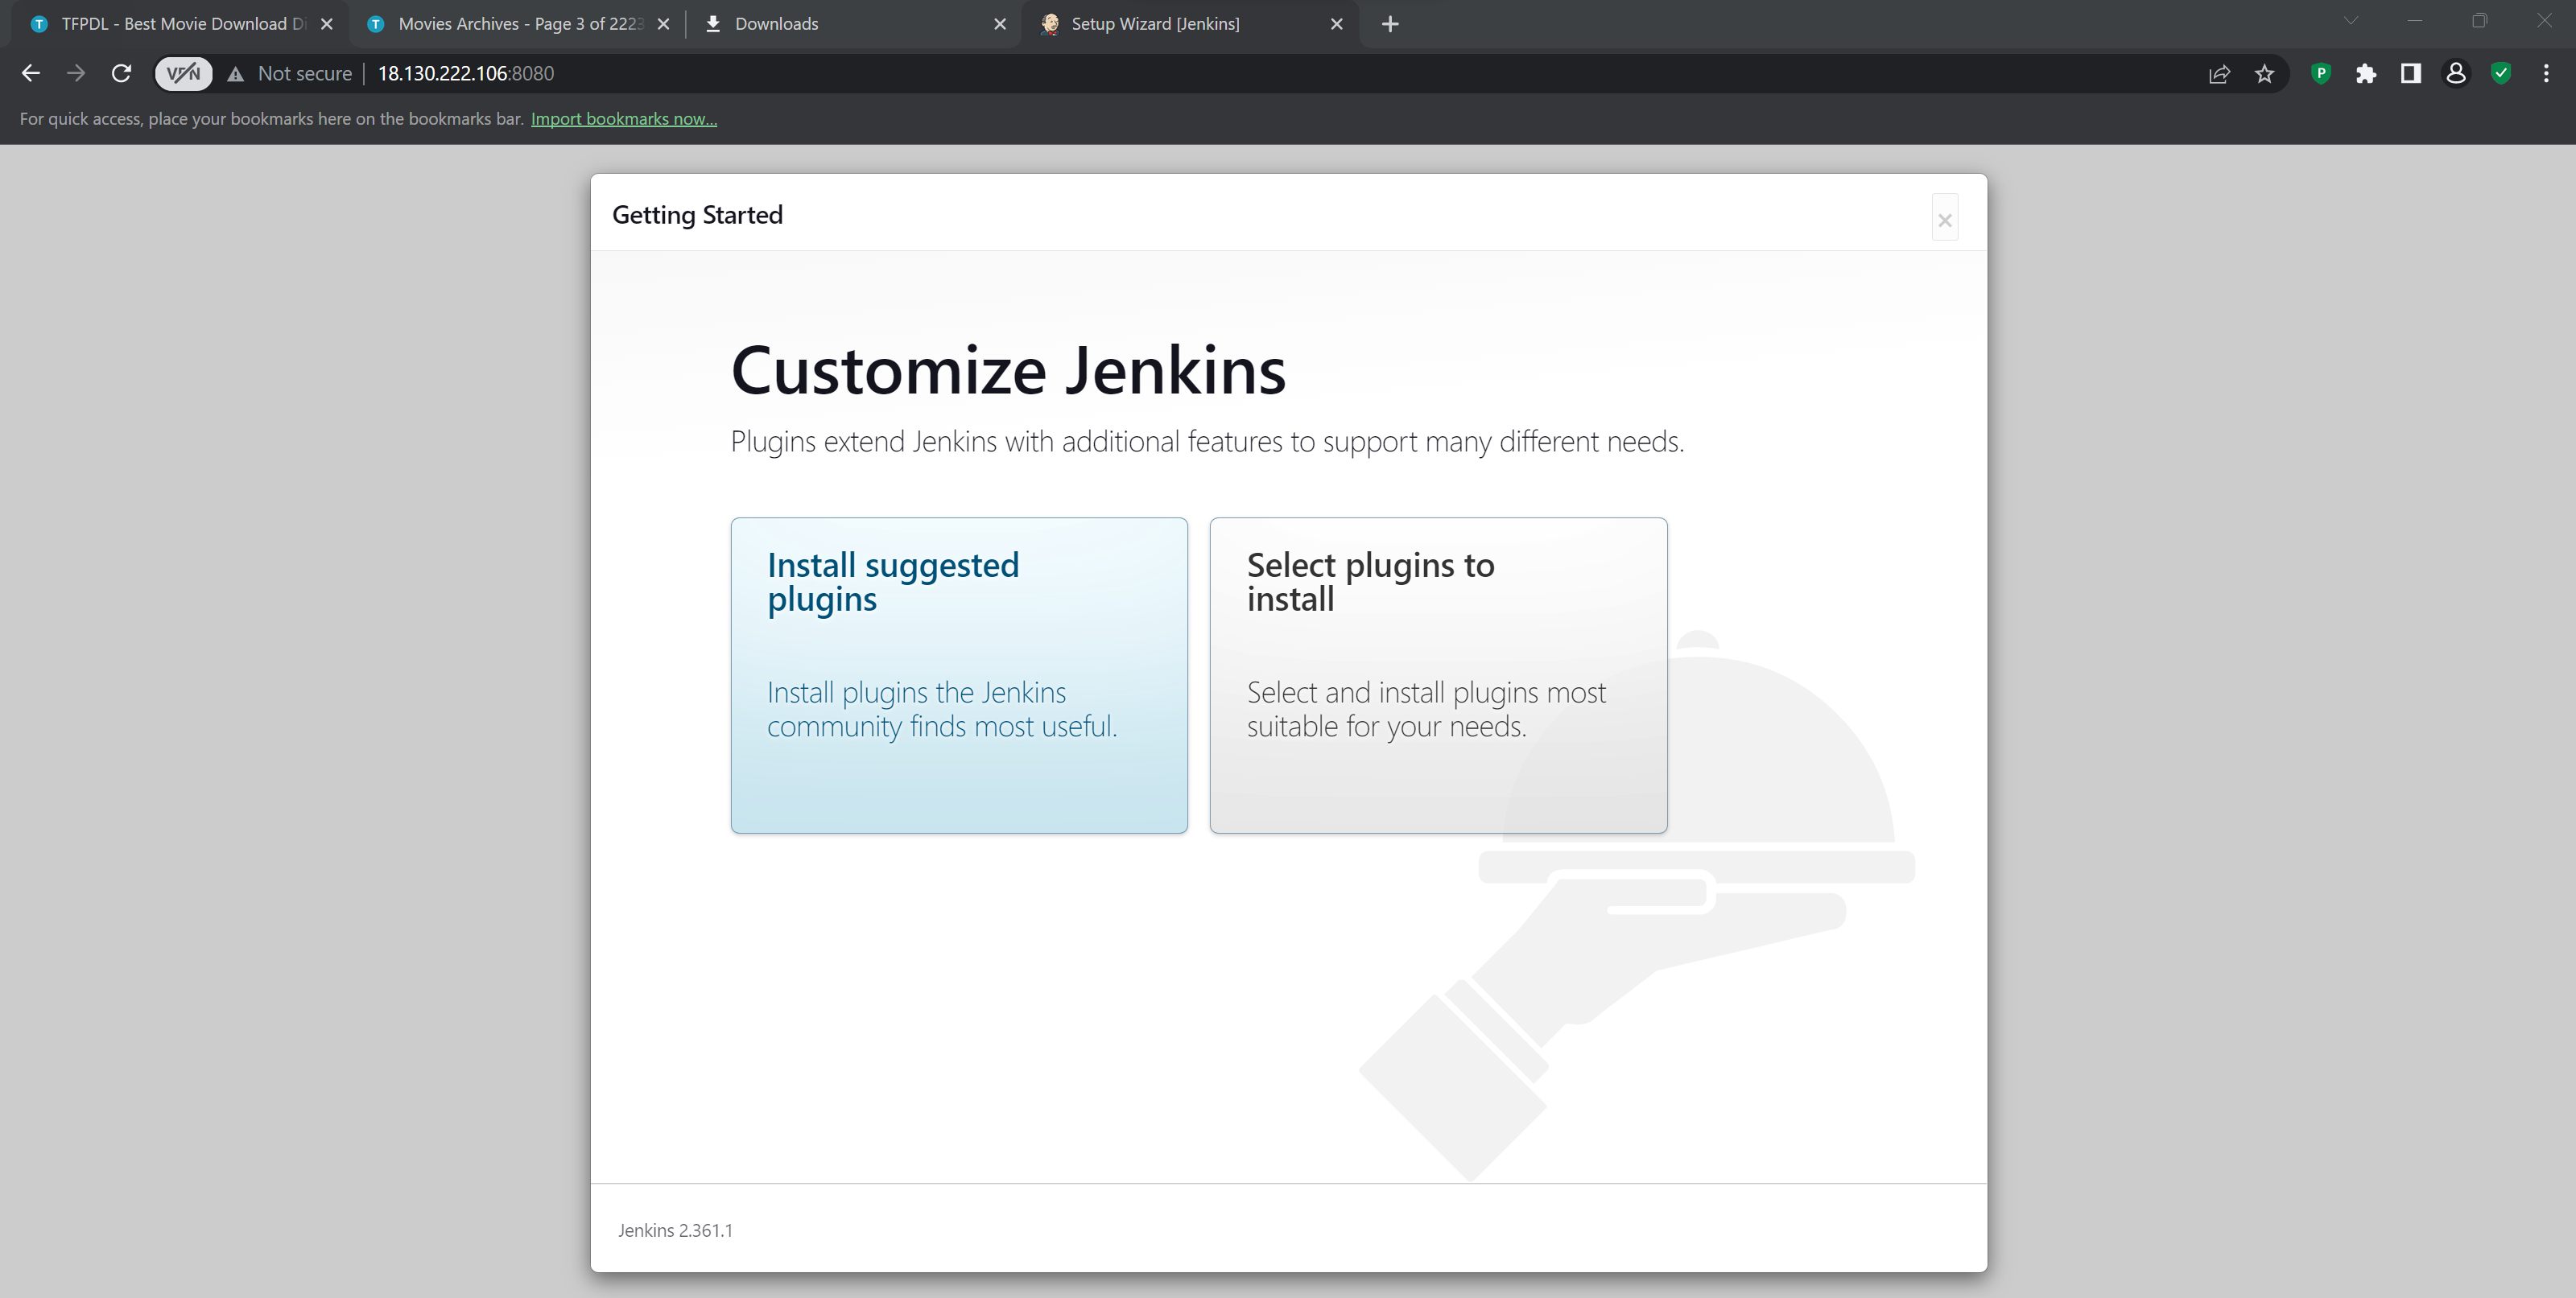 TFPDL - Best Movie Download Di
Movies Archives - Page 3 of 2223
Downloads
Setup Wizard [Jenkins]
VPN
Not secure
18.130.222.106:8080
P
For quick access, place your bookmarks here on the bookmarks bar. Import bookmarks now...
Getting Started
Customize Jenkins
Plugins extend Jenkins with additional features to support many different needs.
Install suggested
plugins
Install plugins the Jenkins
community finds most useful.
Select plugins to
install
Select and install plugins most
suitable for your needs.
Jenkins 2.361.1